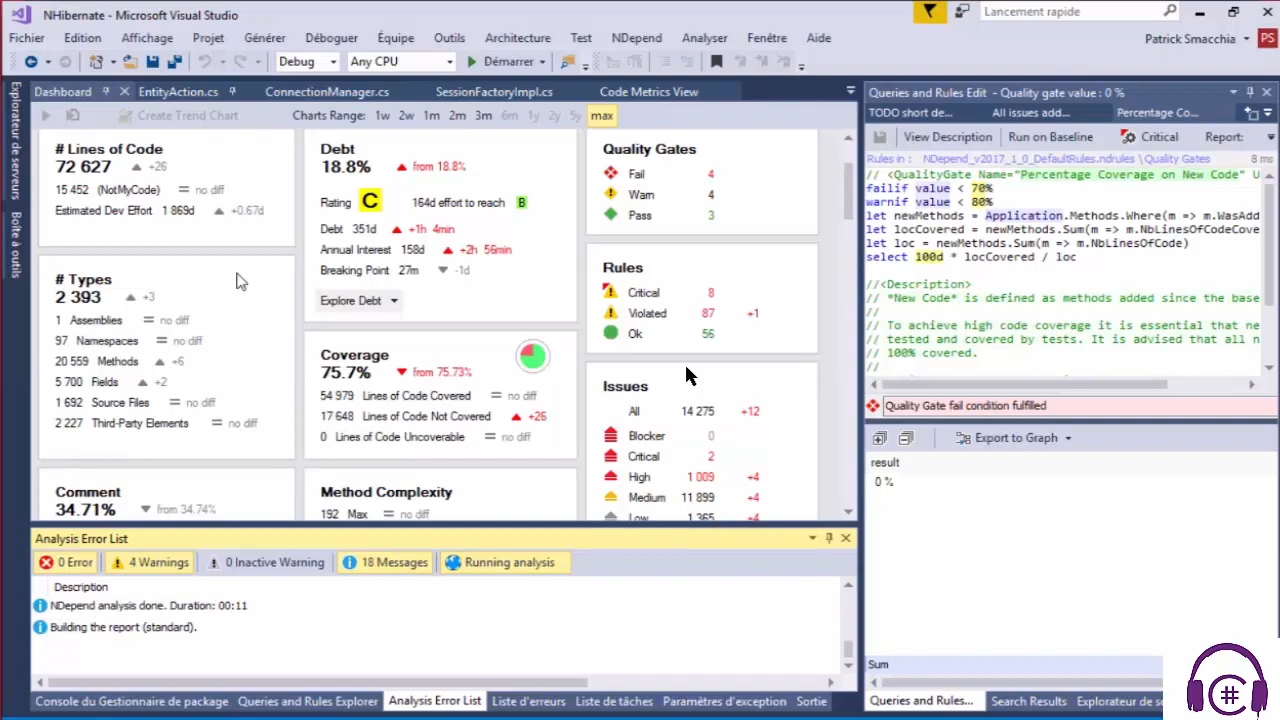 NHibernate - Microsoft Visual Studio
Lancement rapide
Fichier Edition Affichage Projet Générer Déboguer Équipe Outils Architecture Test NDepend Analyser Fenêtre Aide
Patrick Smacchia PS
Debug Any CPU Démarrer
Explorateur de serveurs
Boîte à outils
Dashboard EntityAction.cs ConnectionManager.cs SessionFactoryImpl.cs Code Metrics View
Create Trend Chart Charts Range: 1w 2w 1m 2m 3m 6m 1y 2y 5y max
# Lines of Code
72 627 +26
15 452 (NotMyCode) no diff
Estimated Dev Effort 1 869d +0.67d
# Types
2 393 +3
1 Assemblies no diff
97 Namespaces no diff
20 559 Methods +6
5 700 Fields +2
1 692 Source Files no diff
2 227 Third-Party Elements no diff
Comment
34.71% from 34.74%
Debt
18.8% from 18.8%
Rating C 164d effort to reach B
Debt 351d +1h 4min
Annual Interest 158d +2h 56min
Breaking Point 27m -1d
Explore Debt
Coverage
75.7% from 75.73%
54 979 Lines of Code Covered no diff
17 648 Lines of Code Not Covered +26
0 Lines of Code Uncoverable no diff
Method Complexity
192 Max no diff
Quality Gates
Fail 4
Warn 4
Pass 3
Rules
Critical 8
Violated 87 +1
Ok 56
Issues
All 14 275 +12
Blocker 0
Critical 2
High 1 009 +4
Medium 11 899 +4
Low 1 365 +4
Queries and Rules Edit - Quality gate value : 0 %
TODO short de... All issues add... Percentage Co...
View Description Run on Baseline Critical Report:
Rules in : NDepend_v2017_1_0_DefaultRules.ndrules \ Quality Gates 8 ms
// <QualityGate Name="Percentage Coverage on New Code" U
failif value < 70%
warnif value < 80%
let newMethods = Application.Methods.Where(m => m.WasAdd
let locCovered = newMethods.Sum(m => m.NbLinesOfCodeCove
let loc = newMethods.Sum(m => m.NbLinesOfCode)
select 100d * locCovered / loc
//<Description>
// *New Code* is defined as methods added since the base
//
// To achieve high code coverage it is essential that ne
// tested and covered by tests. It is advised that all n
// 100% covered.
//
Quality Gate fail condition fulfilled
Export to Graph
result
0 %
Sum
Analysis Error List
0 Error 4 Warnings 0 Inactive Warning 18 Messages Running analysis
Description
NDepend analysis done. Duration: 00:11
Building the report (standard).
Console du Gestionnaire de package Queries and Rules Explorer Analysis Error List Liste d'erreurs Liste de tâches Paramètres d'exception Sortie
Queries and Rules... Search Results Explorateur de s
#